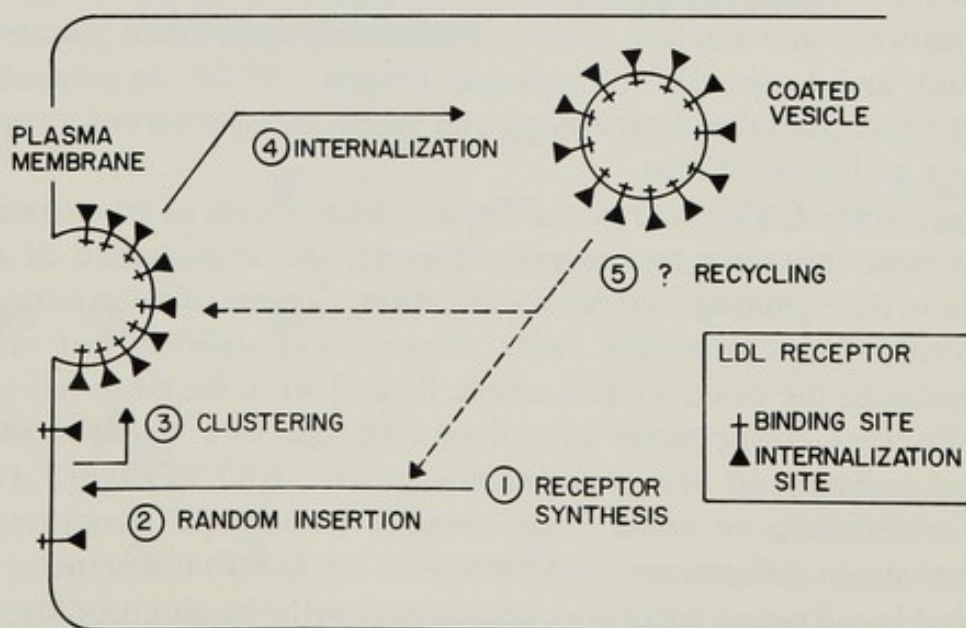 PLASMA
MEMBRANE
④ INTERNALIZATION
COATED
VESICLE
⑤ ? RECYCLING
③ CLUSTERING
② RANDOM INSERTION
① RECEPTOR
SYNTHESIS
LDL RECEPTOR
BINDING SITE
INTERNALIZATION
SITE